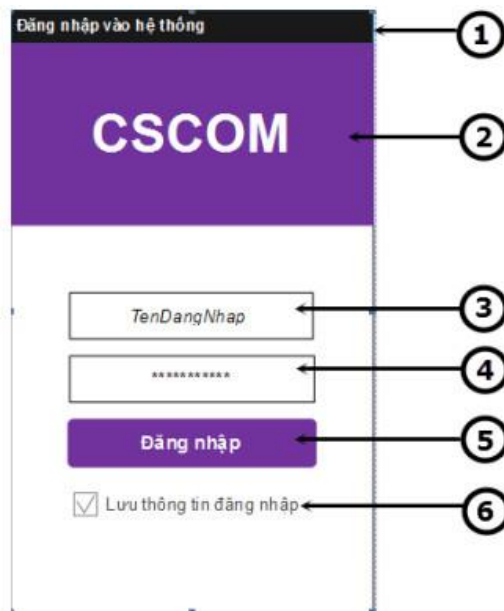 Đăng nhập vào hệ thống
1
CSCOM
2
TenDangNhap
3
***********
4
Đăng nhập
5
Lưu thông tin đăng nhập
6